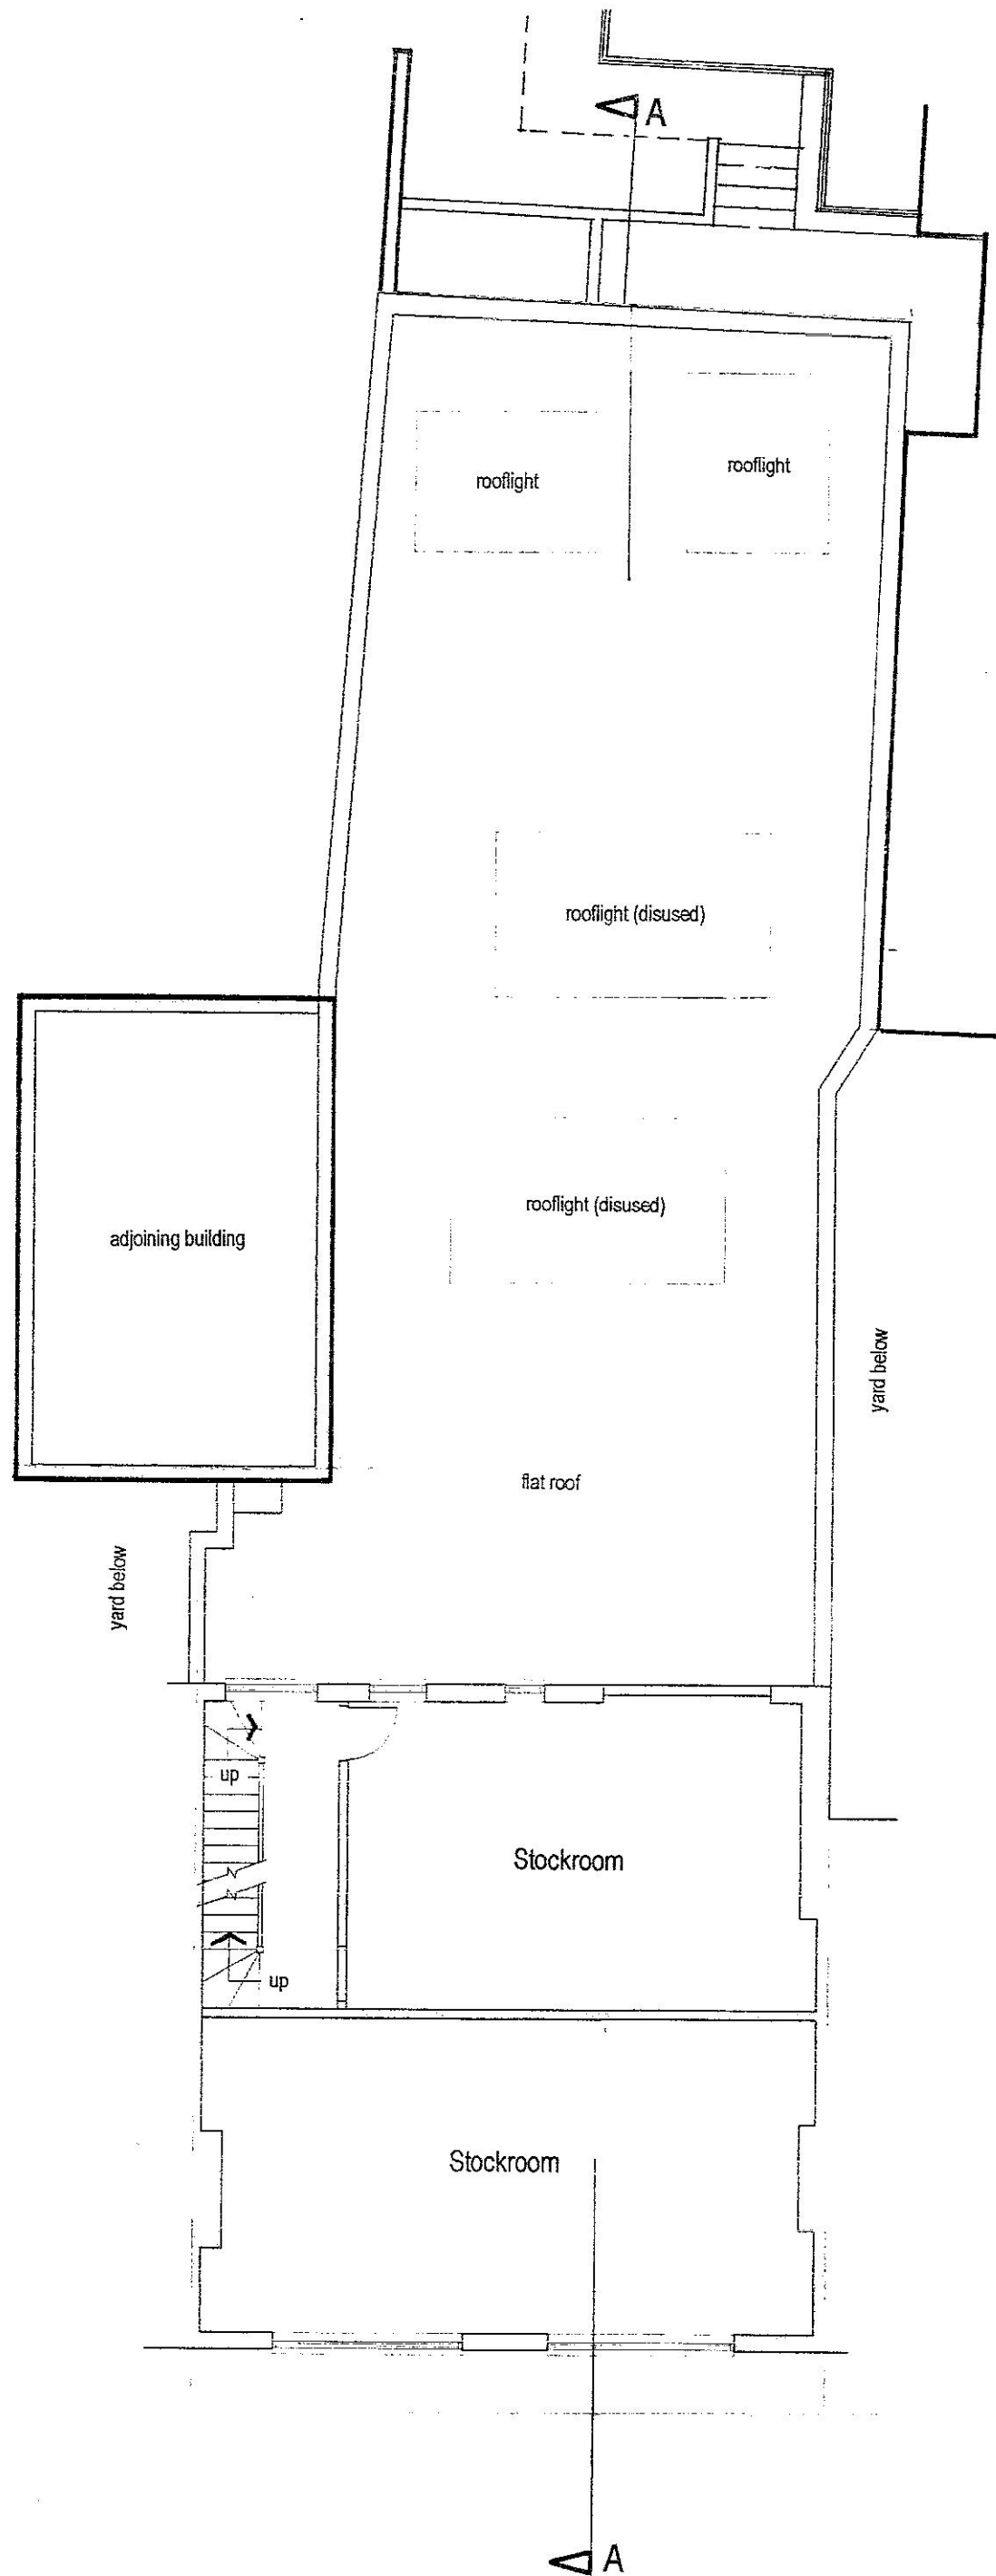 A
rooflight
rooflight
rooflight (disused)
rooflight (disused)
adjoining building
yard below
flat roof
yard below
up
Stockroom
up
Stockroom
A